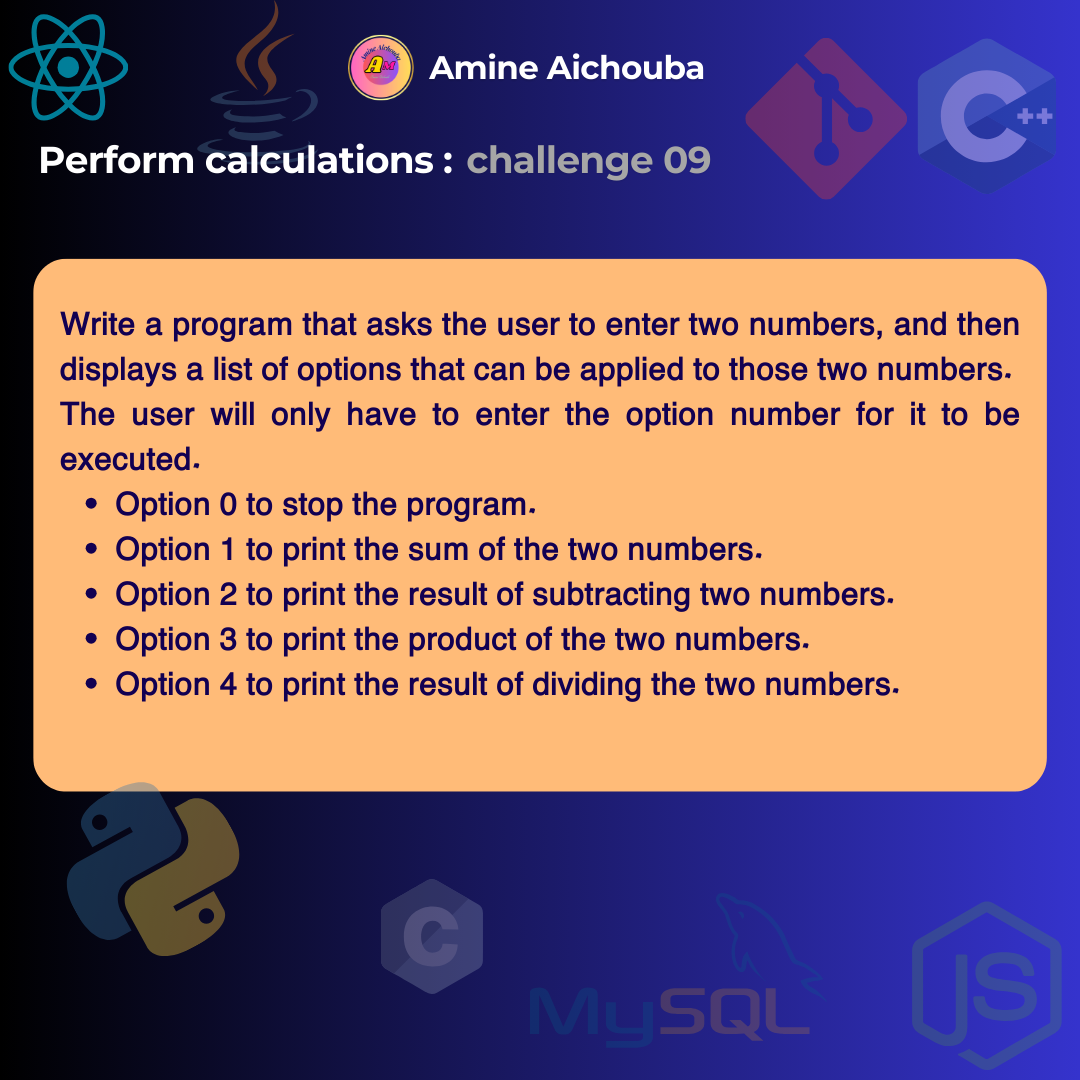 Amine Aichouba
Amine Aichouba
AM
C++
Perform calculations : challenge 09
Write a program that asks the user to enter two numbers, and then
displays a list of options that can be applied to those two numbers.
The user will only have to enter the option number for it to be
executed.
• Option 0 to stop the program.
• Option 1 to print the sum of the two numbers.
• Option 2 to print the result of subtracting two numbers.
• Option 3 to print the product of the two numbers.
• Option 4 to print the result of dividing the two numbers.
C
MySQL
JS